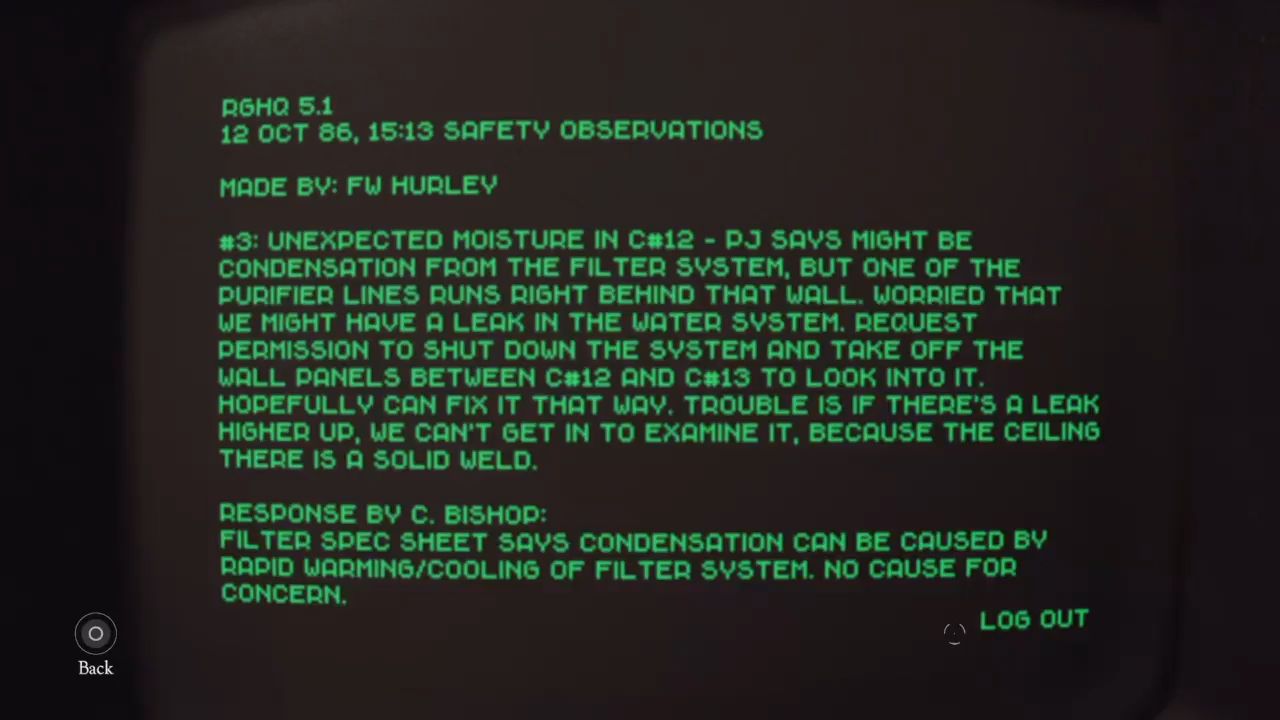 RGHQ 5.1
12 OCT 86, 15:13 SAFETY OBSERVATIONS
MADE BY: FW HURLEY
#3: UNEXPECTED MOISTURE IN C#12 - PJ SAYS MIGHT BE
CONDENSATION FROM THE FILTER SYSTEM, BUT ONE OF THE
PURIFIER LINES RUNS RIGHT BEHIND THAT WALL. WORRIED THAT
WE MIGHT HAVE A LEAK IN THE WATER SYSTEM. REQUEST
PERMISSION TO SHUT DOWN THE SYSTEM AND TAKE OFF THE
WALL PANELS BETWEEN C#12 AND C#13 TO LOOK INTO IT.
HOPEFULLY CAN FIX IT THAT WAY. TROUBLE IS IF THERE'S A LEAK
HIGHER UP, WE CAN'T GET IN TO EXAMINE IT, BECAUSE THE CEILING
THERE IS A SOLID WELD.
RESPONSE BY C. BISHOP:
FILTER SPEC SHEET SAYS CONDENSATION CAN BE CAUSED BY
RAPID WARMING/COOLING OF FILTER SYSTEM. NO CAUSE FOR
CONCERN.
LOG OUT
Back